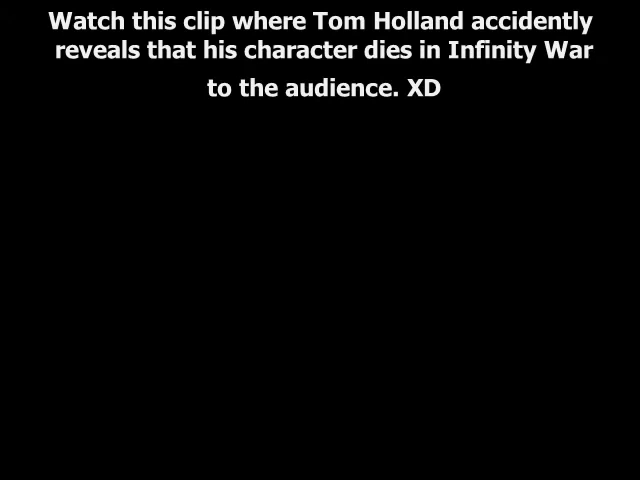 Watch this clip where Tom Holland accidently
reveals that his character dies in Infinity War
to the audience. XD